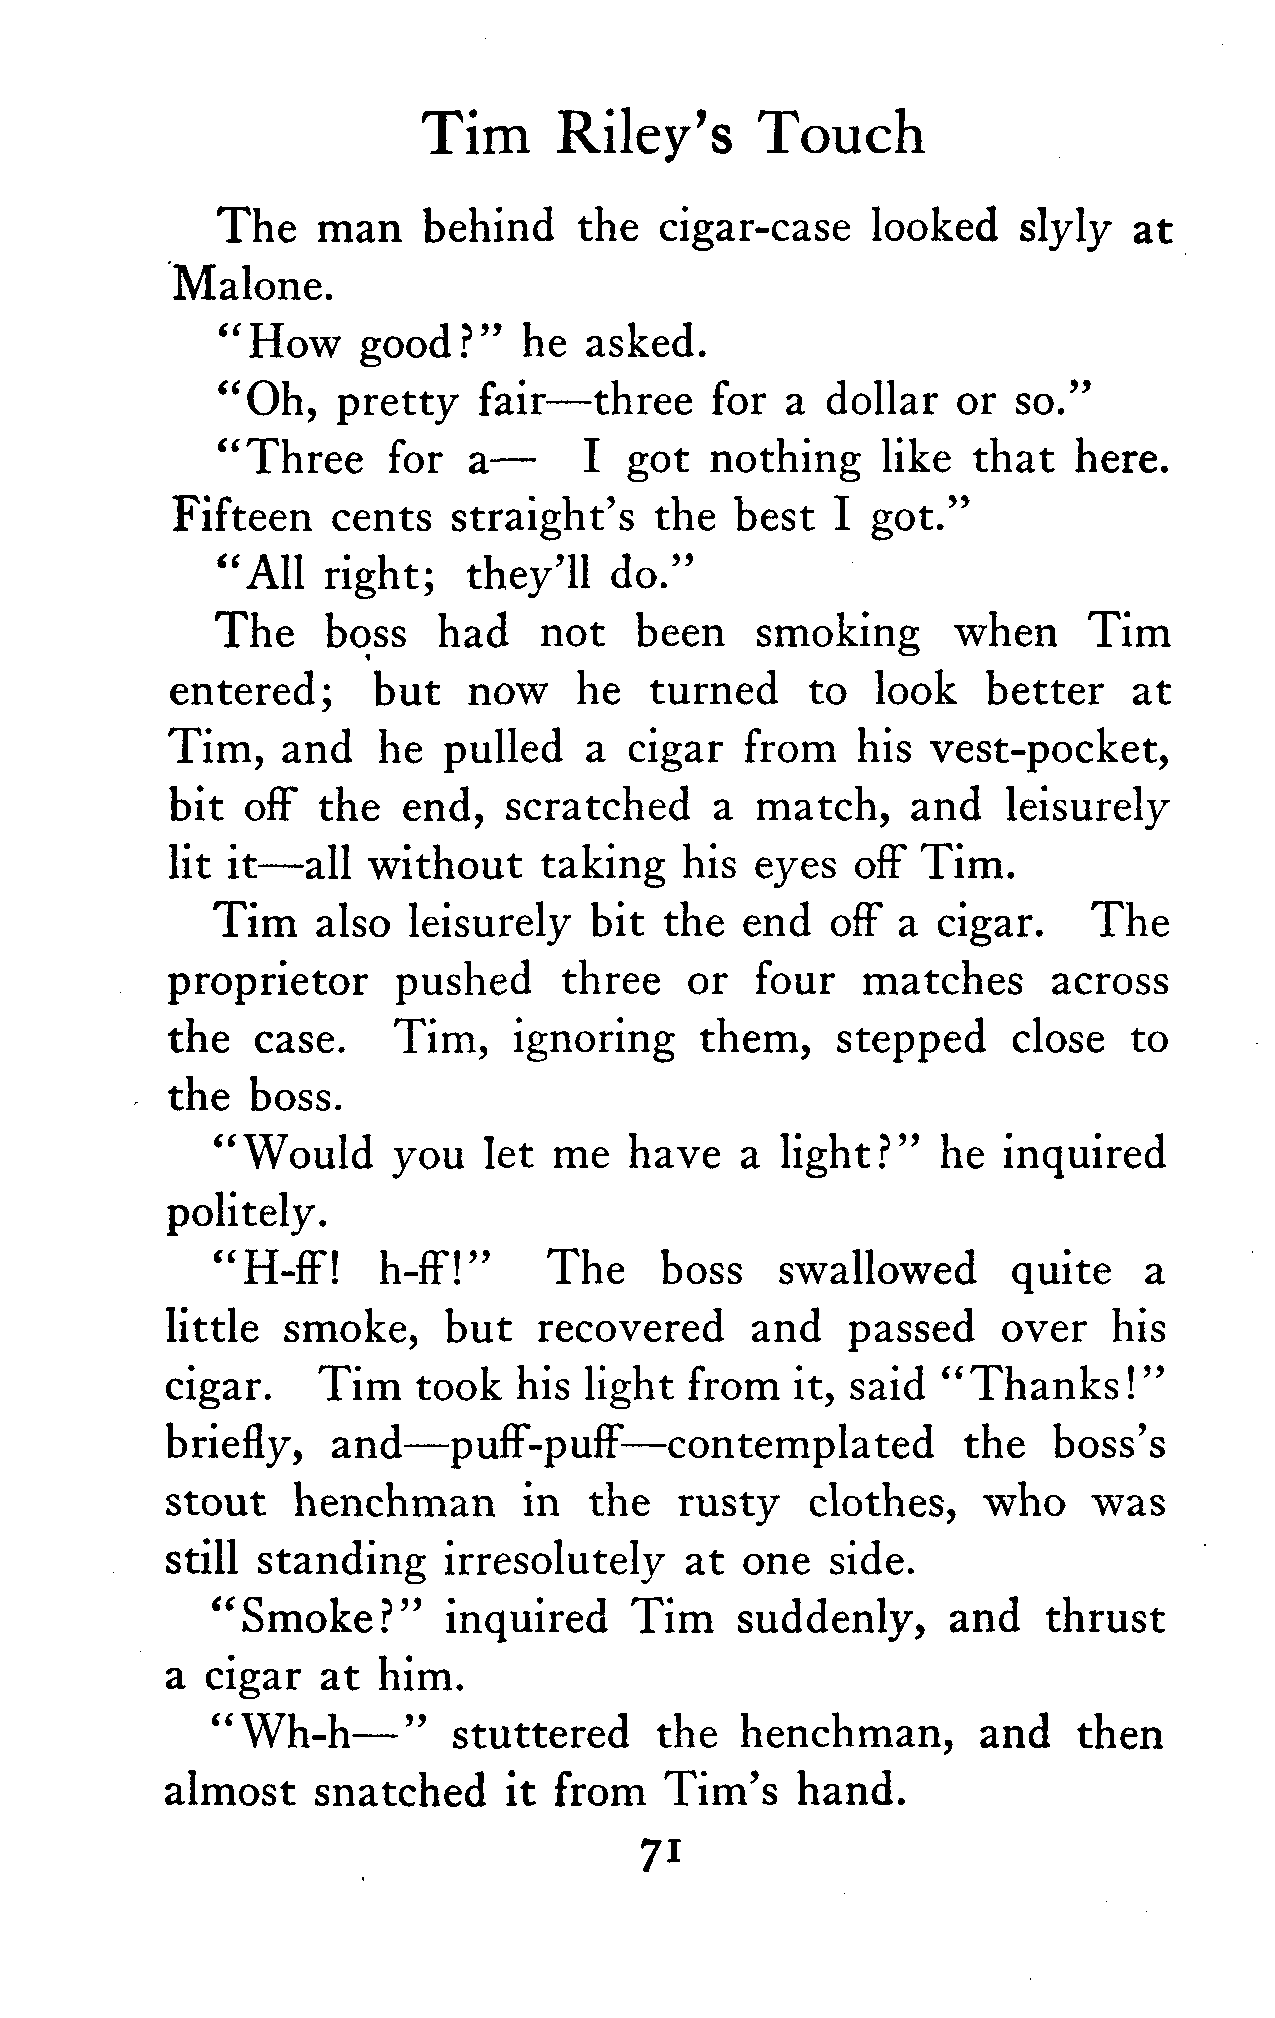 Tim Riley's Touch
The man behind the cigar-case looked slyly at
Malone.
"How good?" he asked.
"Oh, pretty fair—three for a dollar or so."
"Three for a— I got nothing like that here.
Fifteen cents straight's the best I got."
"All right; they'll do."
The boss had not been smoking when Tim
entered; but now he turned to look better at
Tim, and he pulled a cigar from his vest-pocket,
bit off the end, scratched a match, and leisurely
lit it—all without taking his eyes off Tim.
Tim also leisurely bit the end off a cigar. The
proprietor pushed three or four matches across
the case. Tim, ignoring them, stepped close to
the boss.
"Would you let me have a light?" he inquired
politely.
"H-ff! h-ff!" The boss swallowed quite a
little smoke, but recovered and passed over his
cigar. Tim took his light from it, said "Thanks!"
briefly, and—puff-puff—contemplated the boss's
stout henchman in the rusty clothes, who was
still standing irresolutely at one side.
"Smoke?" inquired Tim suddenly, and thrust
a cigar at him.
"Wh-h—" stuttered the henchman, and then
almost snatched it from Tim's hand.
71